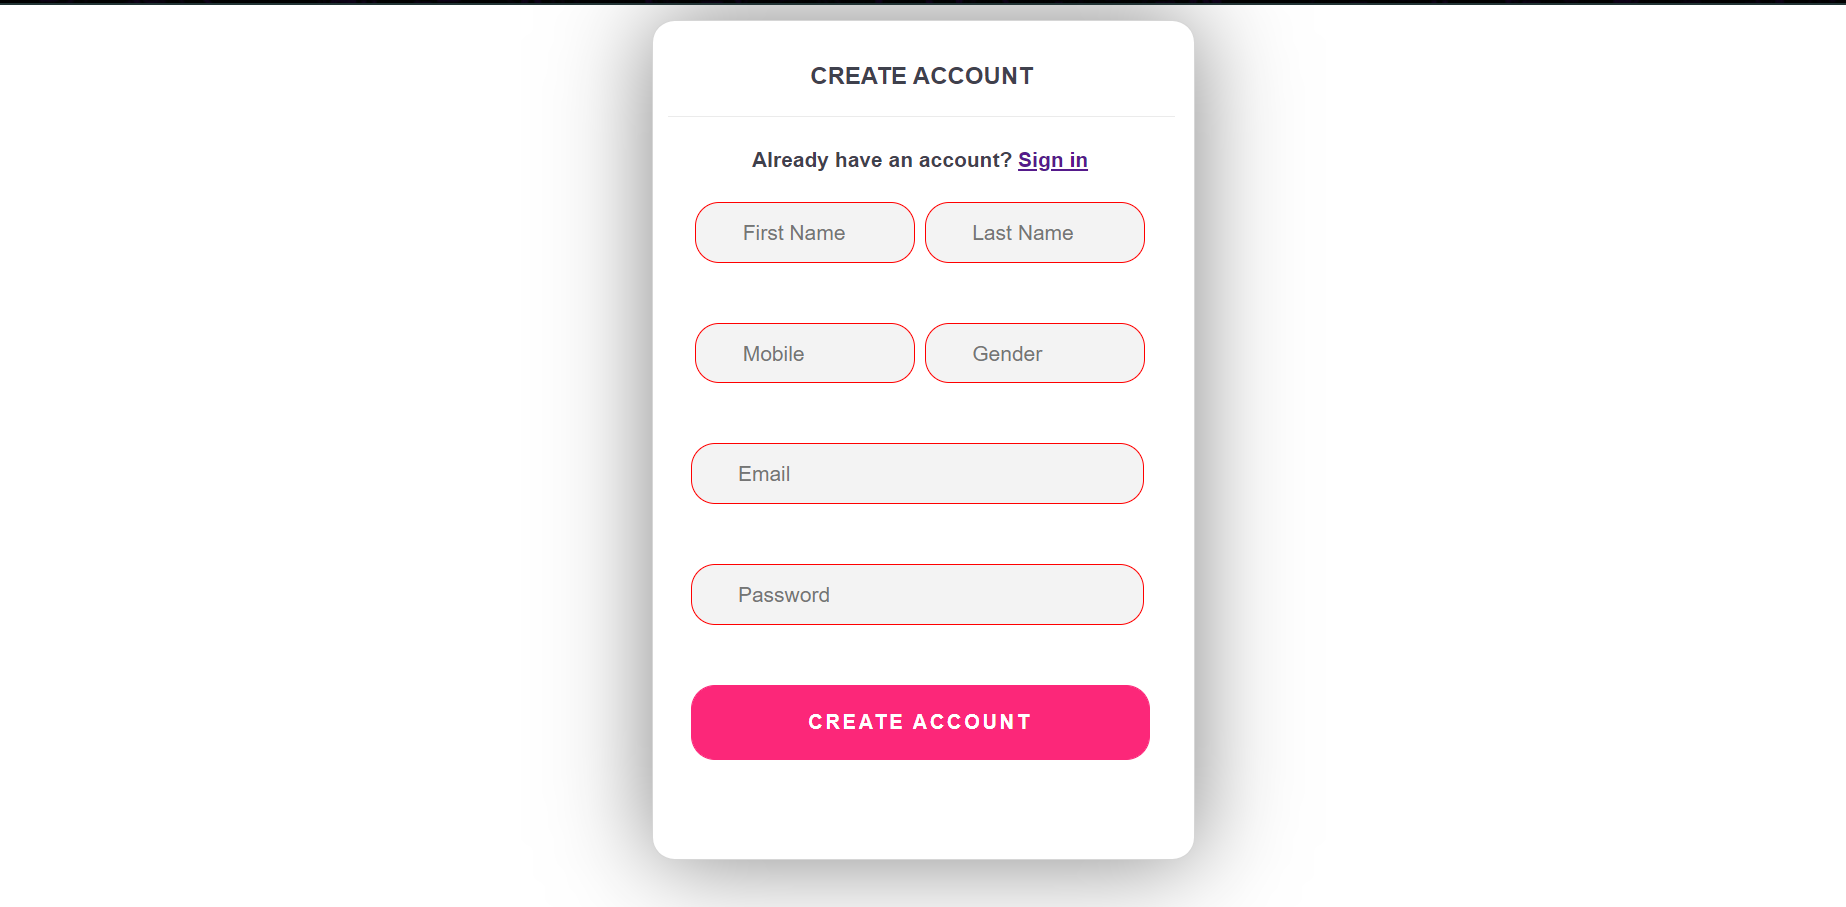 CREATE ACCOUNT
Already have an account? Sign in
First Name Last Name
Mobile Gender
Email
Password
CREATE ACCOUNT